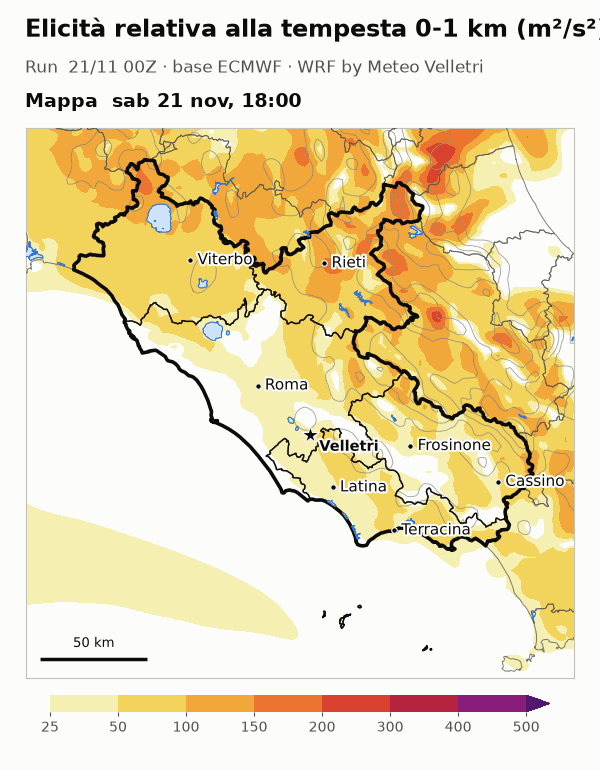 Elicità relativa alla tempesta 0-1 km (m²/s²)
Run  21/11 00Z · base ECMWF · WRF by Meteo Velletri
Mappa  sab 21 nov, 18:00
Viterbo
Rieti
Roma
Velletri
Frosinone
Cassino
Latina
Terracina
50 km
25 50 100 150 200 300 400 500